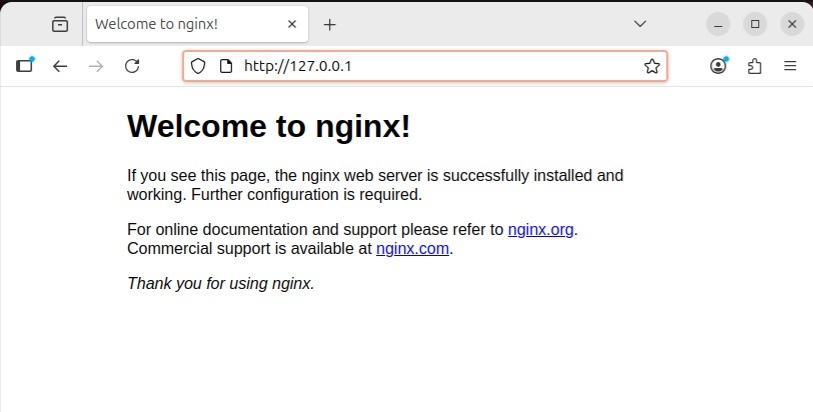 Welcome to nginx!
http://127.0.0.1
Welcome to nginx!
If you see this page, the nginx web server is successfully installed and
working. Further configuration is required.
For online documentation and support please refer to nginx.org.
Commercial support is available at nginx.com.
Thank you for using nginx.